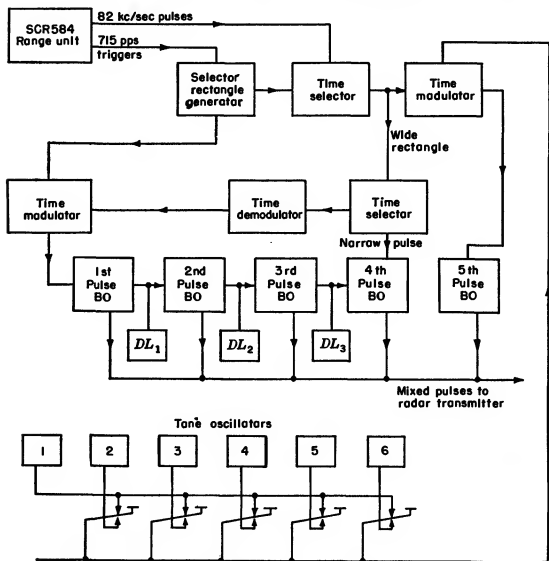 82 kc/sec pulses
SCR584
Range unit
715 pps
triggers
Selector
rectangle
generator
Time
selector
Time
modulator
Wide
rectangle
Time
modulator
Time
demodulator
Time
selector
Narrow pulse
1st
Pulse
BO
2nd
Pulse
BO
3rd
Pulse
BO
4th
Pulse
BO
5th
Pulse
BO
DL1
DL2
DL3
Mixed pulses to
radar transmitter
Tone oscillators
1
2
3
4
5
6